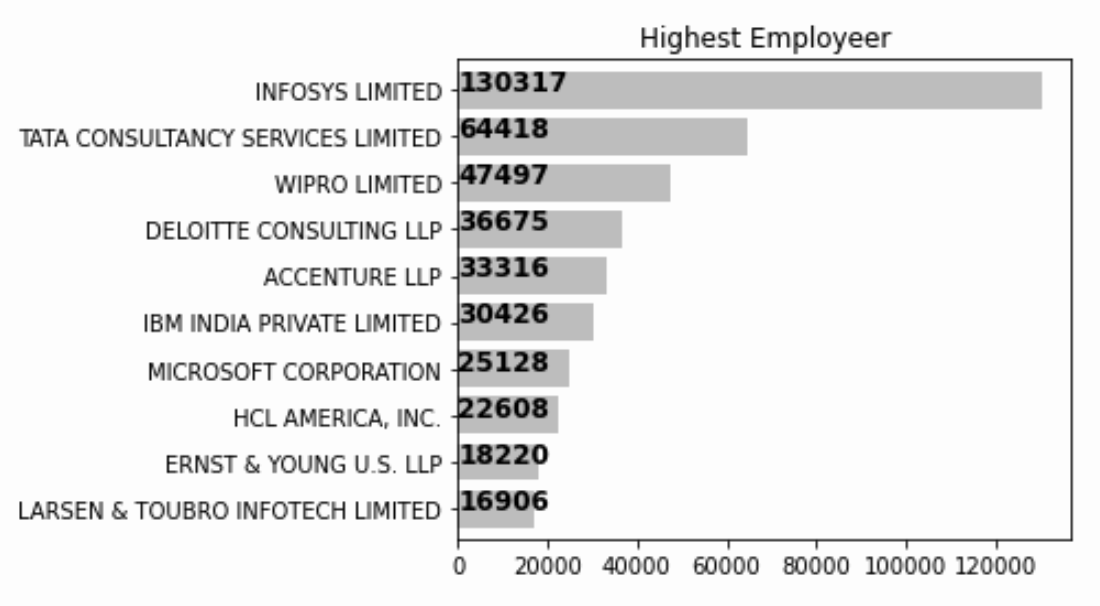 Highest Employeer
INFOSYS LIMITED 130317
TATA CONSULTANCY SERVICES LIMITED 64418
WIPRO LIMITED 47497
DELOITTE CONSULTING LLP 36675
ACCENTURE LLP 33316
IBM INDIA PRIVATE LIMITED 30426
MICROSOFT CORPORATION 25128
HCL AMERICA, INC. 22608
ERNST & YOUNG U.S. LLP 18220
LARSEN & TOUBRO INFOTECH LIMITED 16906
0 20000 40000 60000 80000 100000 120000